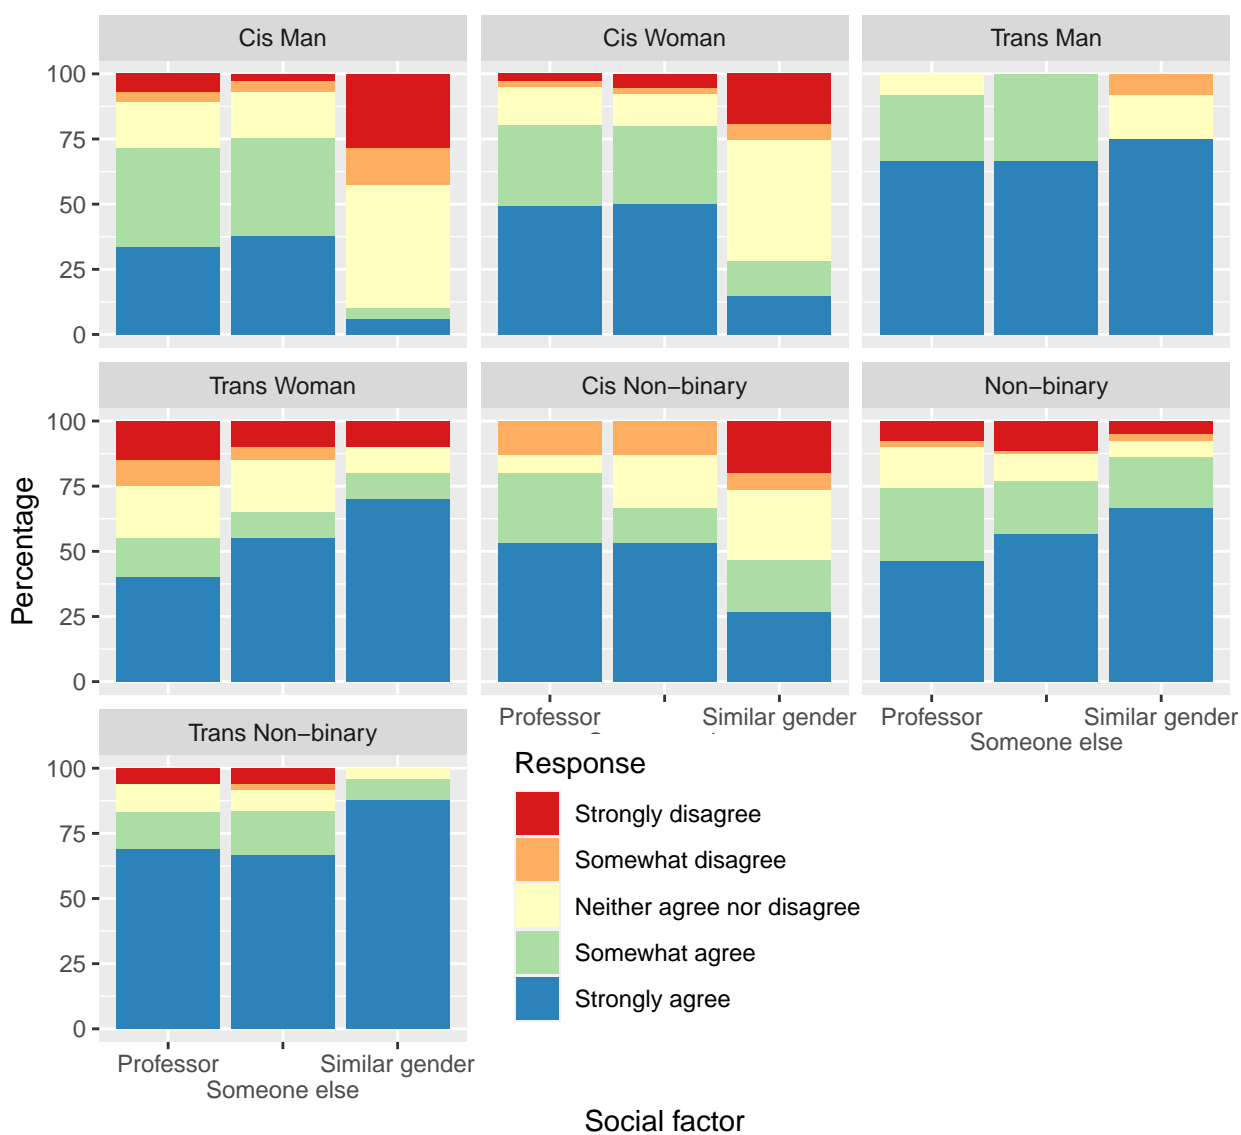 Cis Man
Cis Woman
Trans Man
100
75
50
25
0
Trans Woman
Cis Non−binary
Non−binary
100
75
50
25
0
Percentage
Professor
Similar gender
Professor
Similar gender
Someone else
Trans Non−binary
100
75
50
25
0
Professor
Similar gender
Someone else
Response
Strongly disagree
Somewhat disagree
Neither agree nor disagree
Somewhat agree
Strongly agree
Social factor